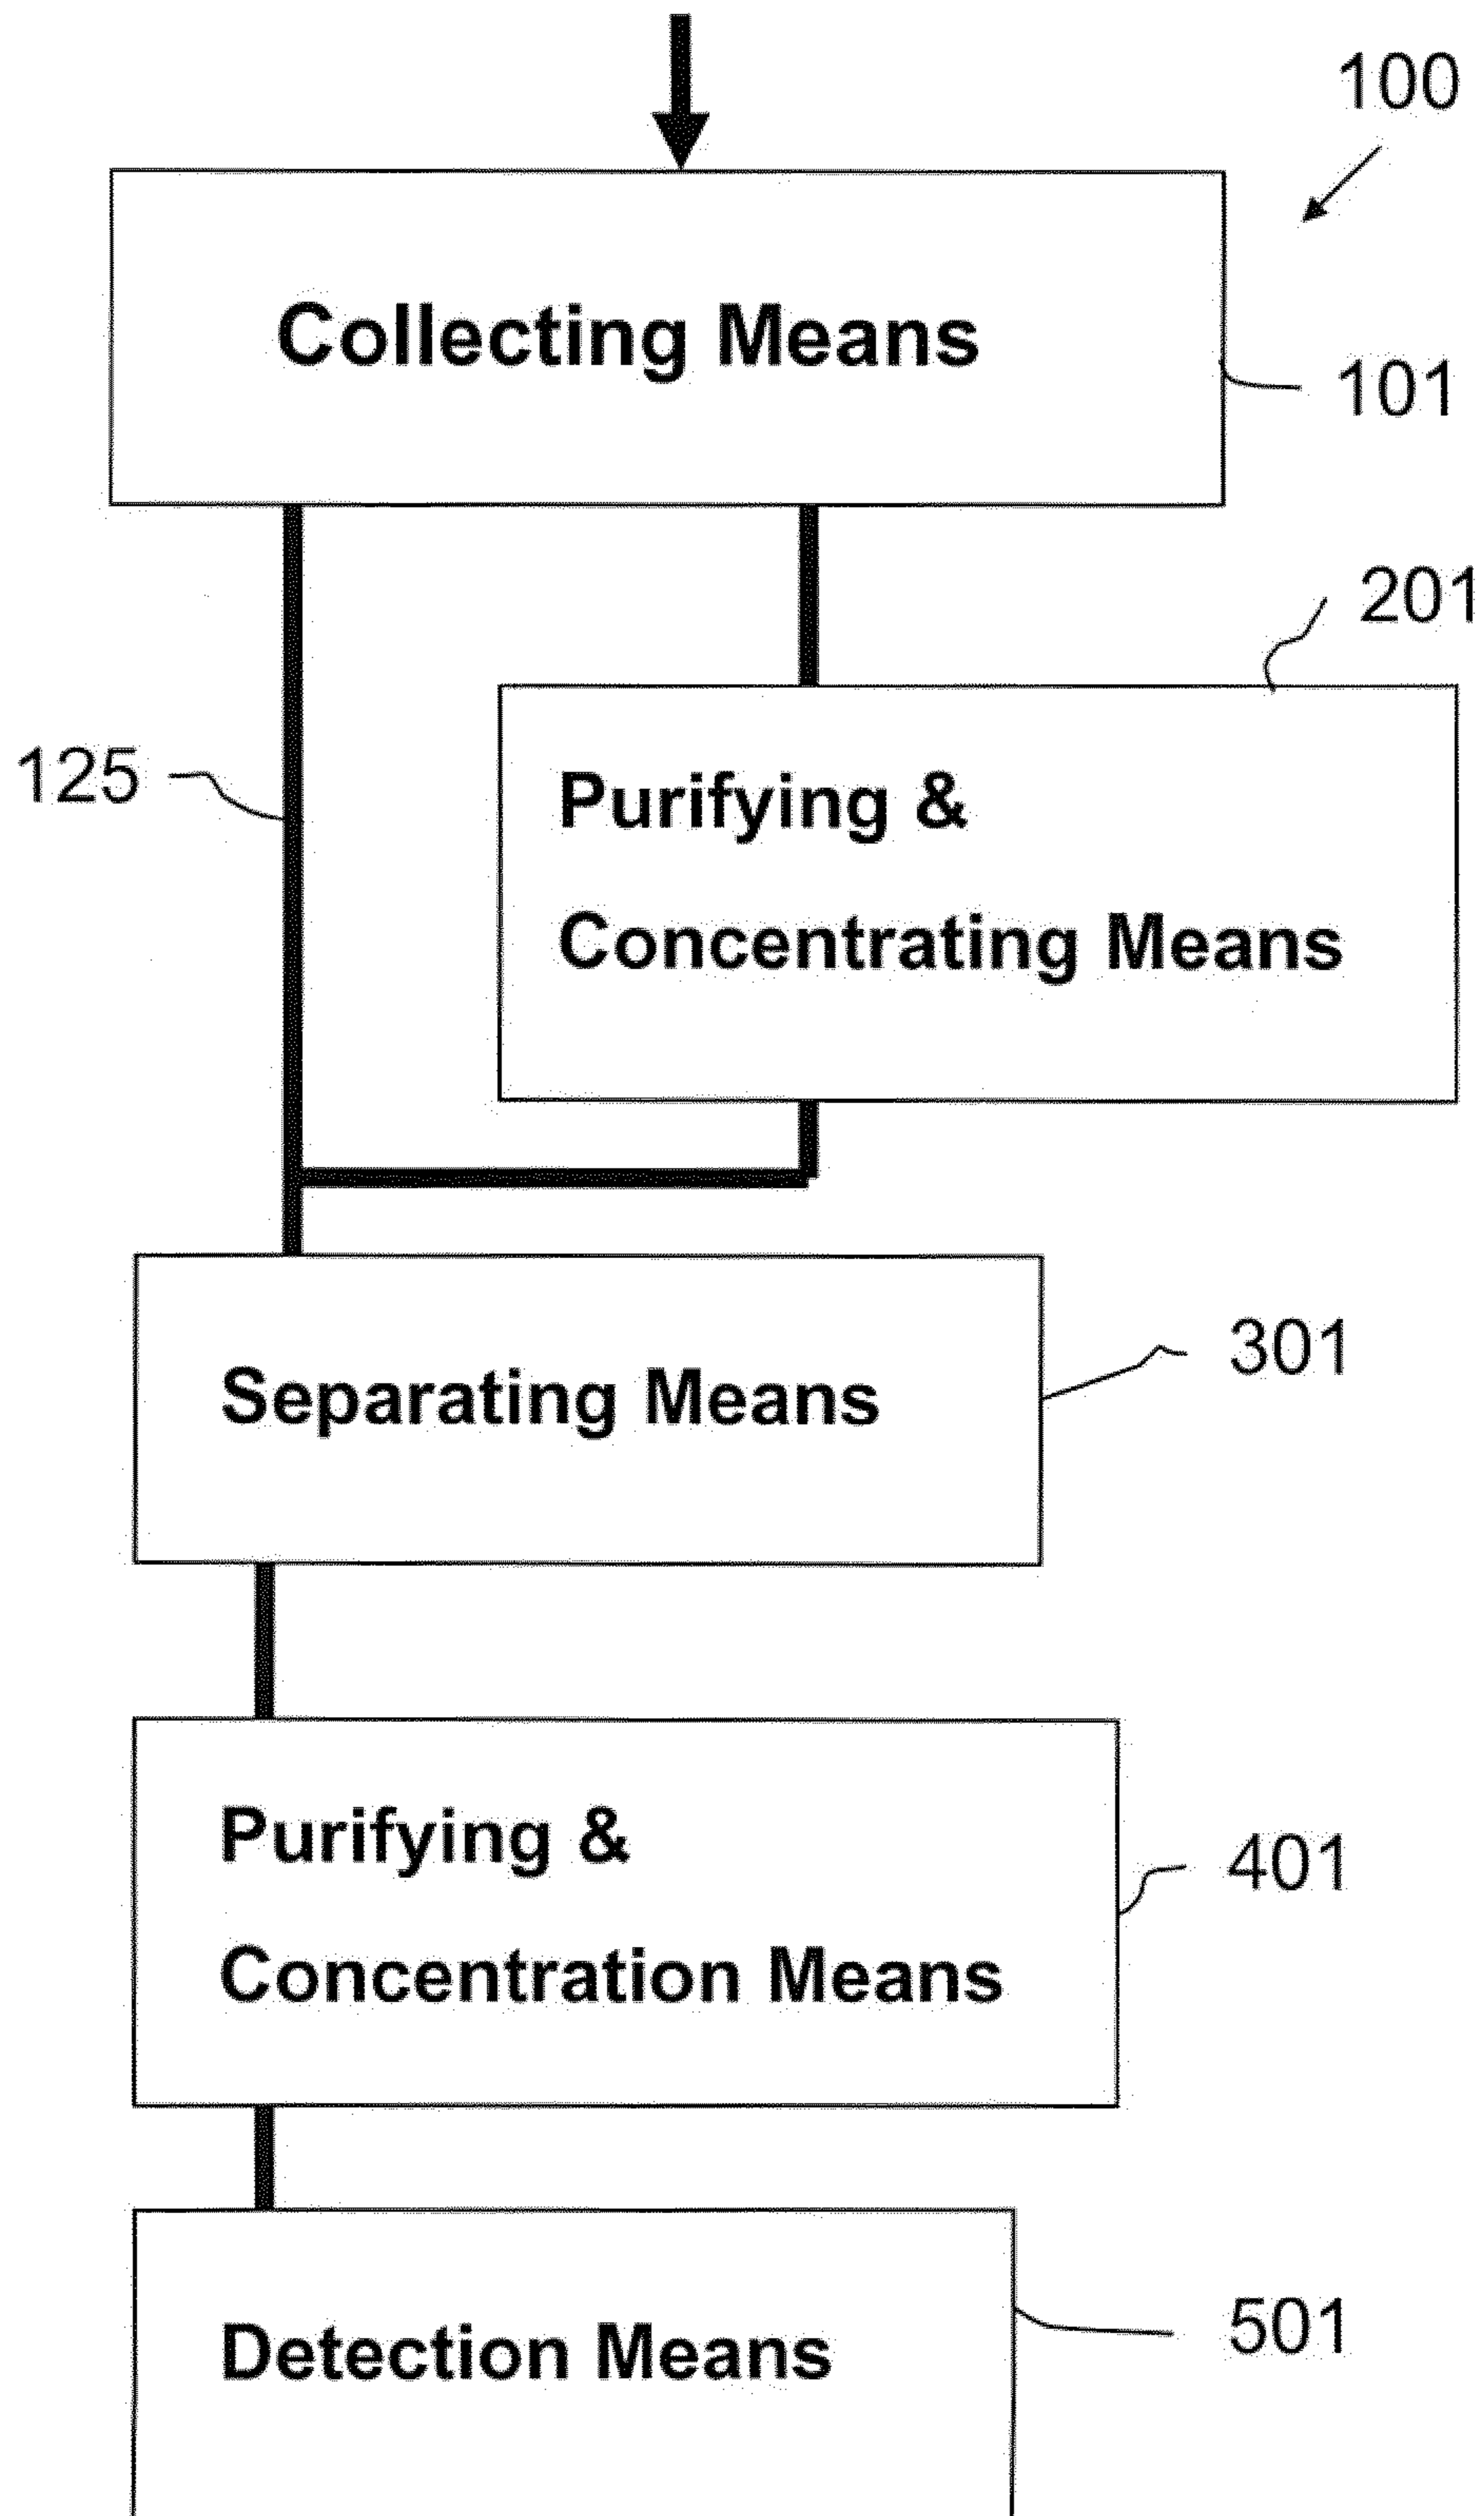 100
Collecting Means
101
201
125
Purifying &
Concentrating Means
301
Separating Means
Purifying &
401
Concentration Means
501
Detection Means